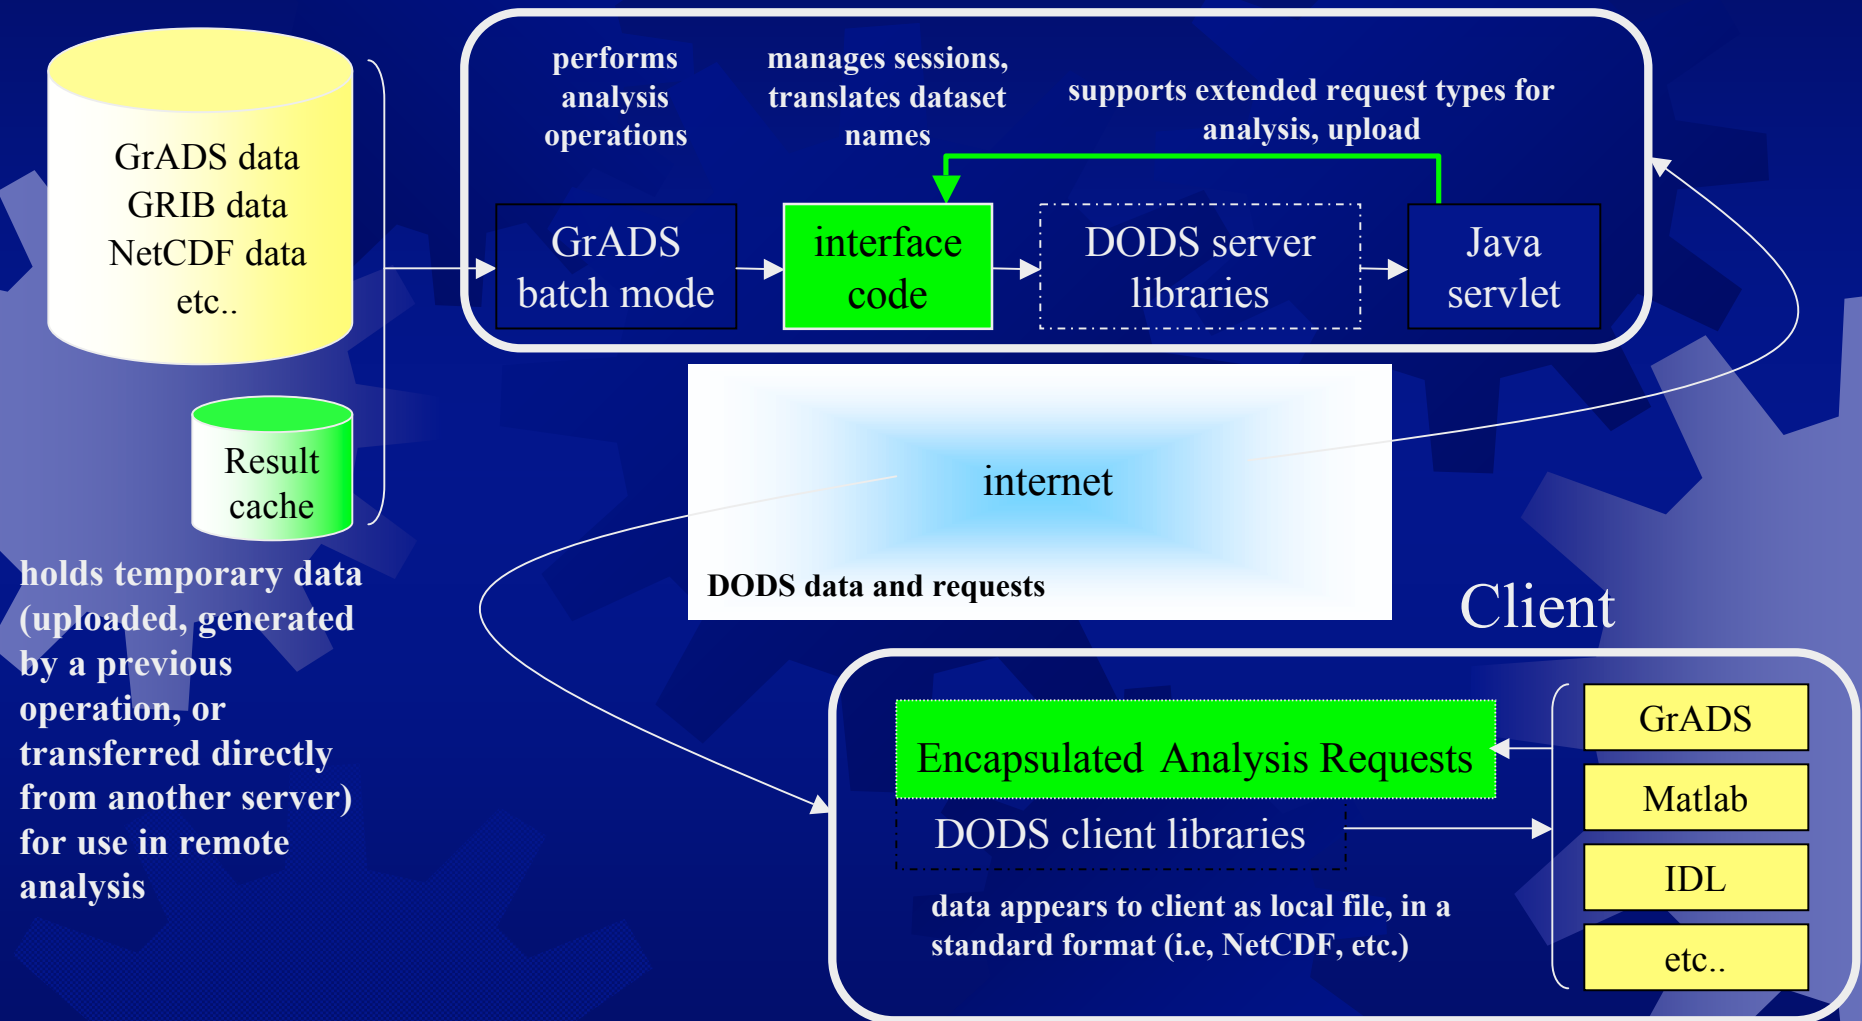 performs
analysis
operations
manages sessions,
translates dataset
names
supports extended request types for
analysis, upload
GrADS data
GRIB data
NetCDF data
etc..
GrADS
batch mode
interface
code
DODS server
libraries
Java
servlet
Result
cache
internet
DODS data and requests
holds temporary data
(uploaded, generated
by a previous
operation, or
transferred directly
from another server)
for use in remote
analysis
Client
Encapsulated Analysis Requests
DODS client libraries
data appears to client as local file, in a
standard format (i.e, NetCDF, etc.)
GrADS
Matlab
IDL
etc..